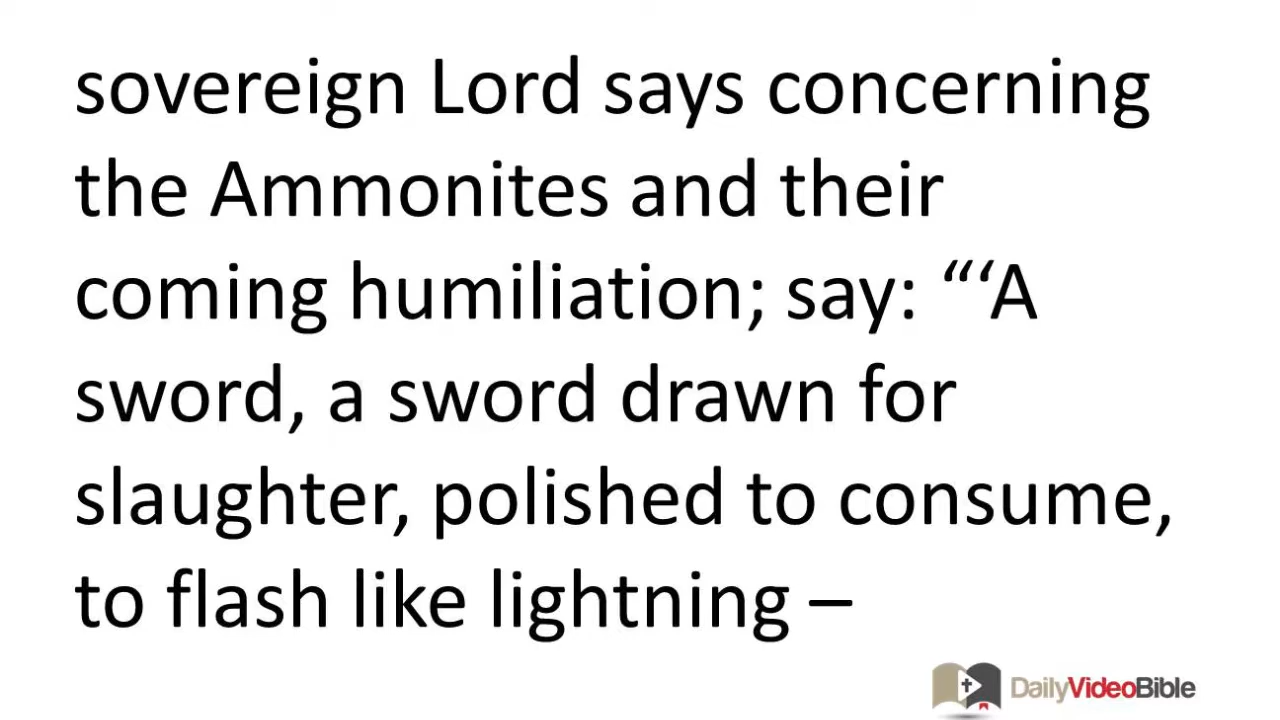 sovereign Lord says concerning
the Ammonites and their
coming humiliation; say: “‘A
sword, a sword drawn for
slaughter, polished to consume,
to flash like lightning –
DailyVideoBible